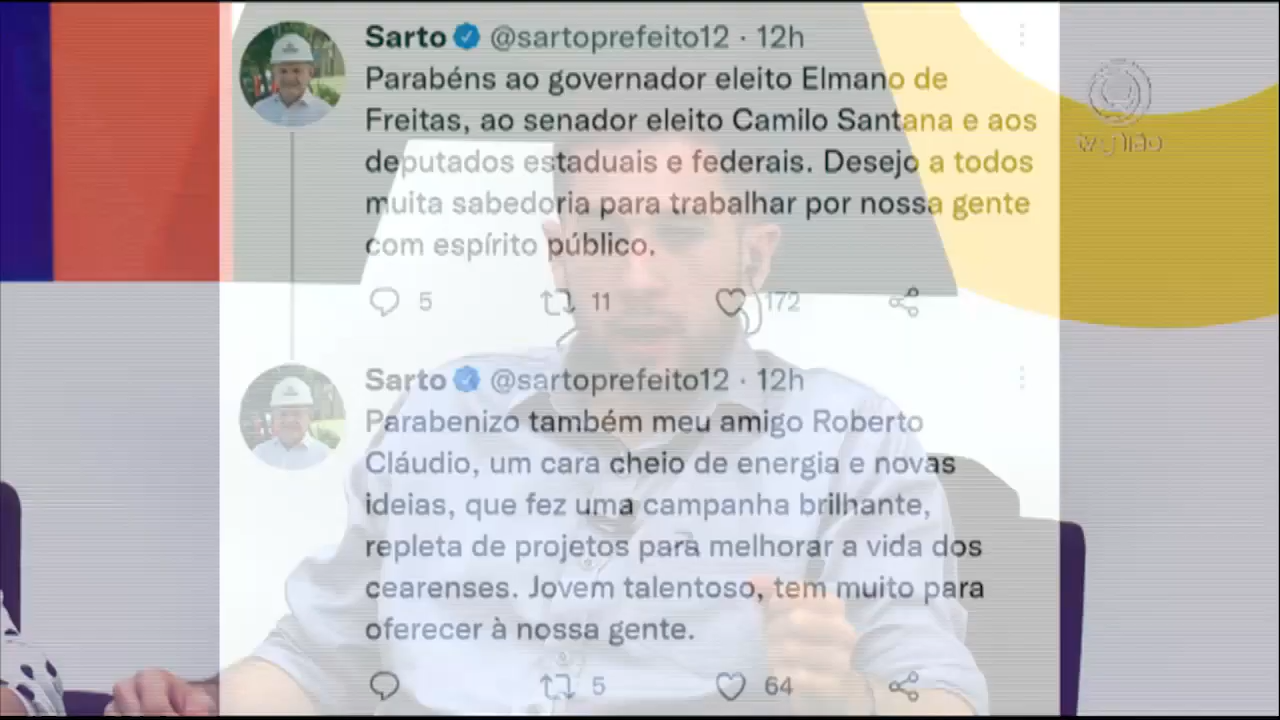 Sarto @sartoprefeito12 · 12h
Parabéns ao governador eleito Elmano de
Freitas, ao senador eleito Camilo Santana e aos
deputados estaduais e federais. Desejo a todos
muita sabedoria para trabalhar por nossa gente
com espírito público.
5 11 172
Sarto @sartoprefeito12 · 12h
Parabenizo também meu amigo Roberto
Cláudio, um cara cheio de energia e novas
ideias, que fez uma campanha brilhante,
repleta de projetos para melhorar a vida dos
cearenses. Jovem talentoso, tem muito para
oferecer à nossa gente.
5 64